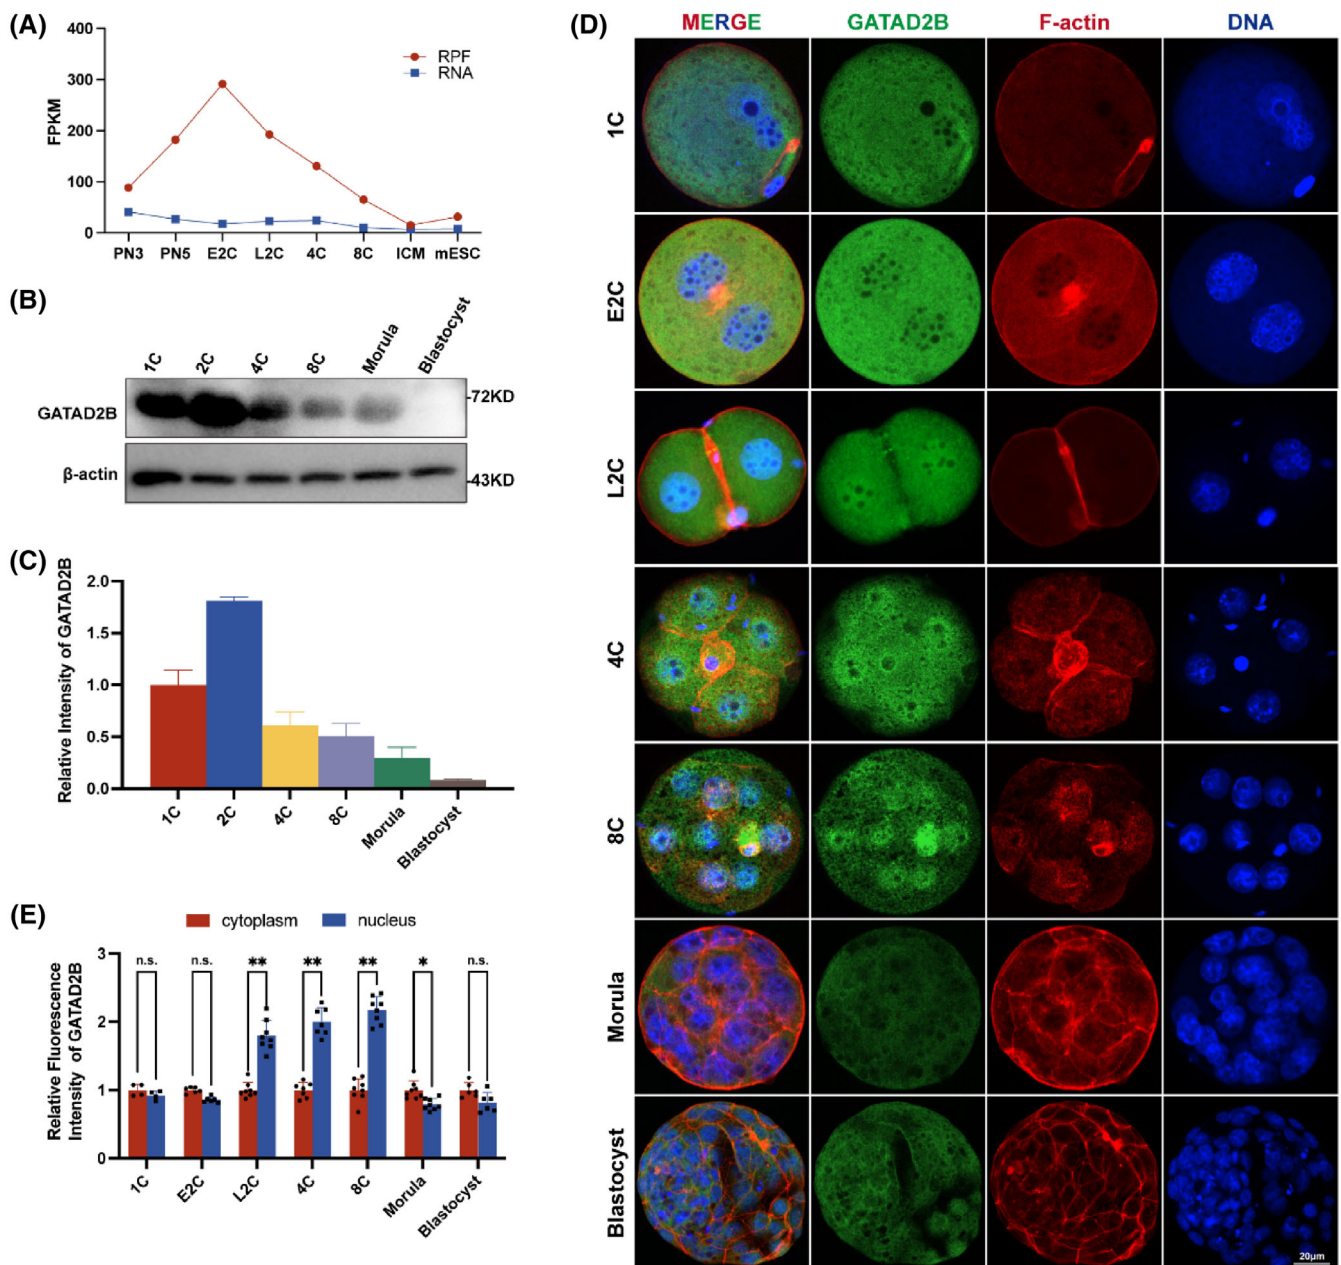 (A)
400
300
200
100
0
FPKM
RPF
RNA
PN3 PN5 E2C L2C 4C 8C ICM mESC
(B)
1C 2C 4C 8C Morula Blastocyst
GATAD2B
-72KD
β-actin
-43KD
(C)
Relative Intensity of GATAD2B
2.0
1.5
1.0
0.5
0.0
1C 2C 4C 8C Morula Blastocyst
(E)
cytoplasm nucleus
Relative Fluorescence
Intensity of GATAD2B
3
2
1
0
n.s. n.s. ** ** ** * n.s.
1C E2C L2C 4C 8C Morula Blastocyst
(D)
MERGE GATAD2B F-actin DNA
1C
E2C
L2C
4C
8C
Morula
Blastocyst
20μm